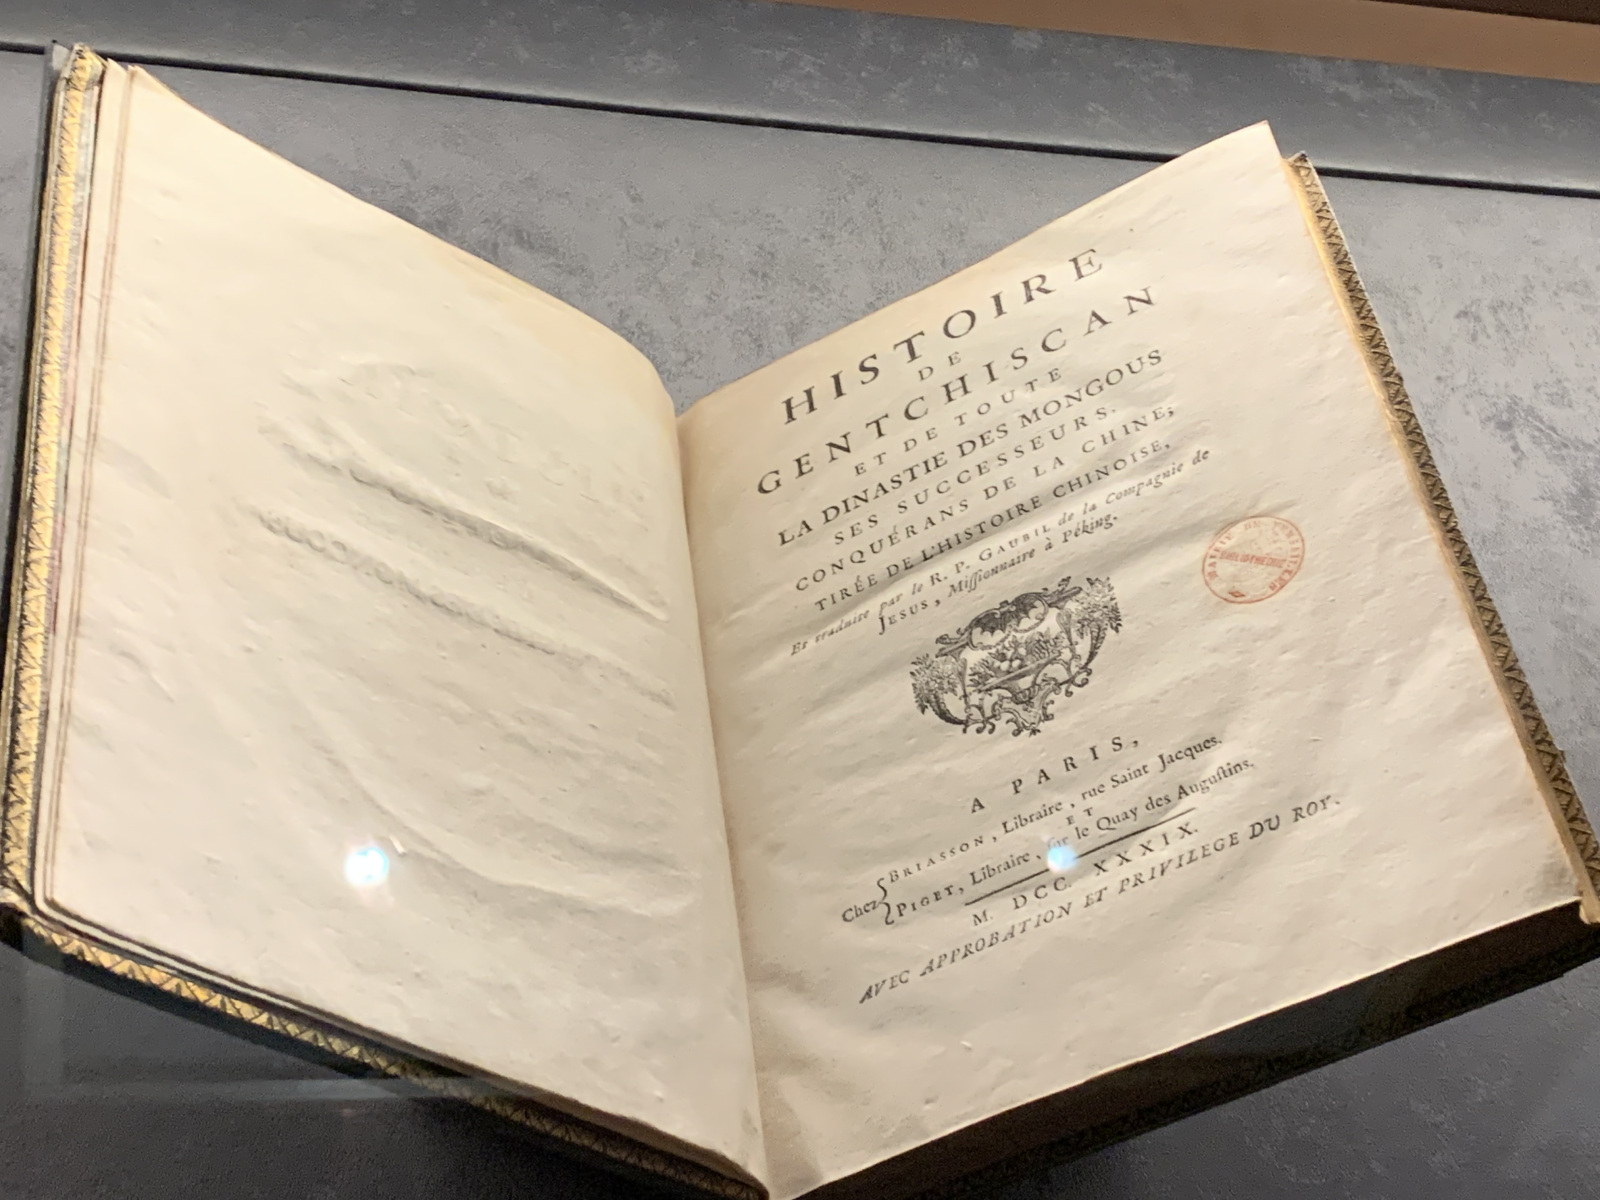 HISTOIRE
DE
GENTCHISCAN
ET DE TOUTE
LA DINASTIE DES MONGOUS
SES SUCCESSEURS.
CONQUÉRANS DE LA CHINE;
TIRÉE DE L'HISTOIRE CHINOISE,
Et traduite par le R. P. GAUBIL de la Compagnie de
JESUS, Miſſionnaire à Péking.
BIBLIOTHÈQUE
A PARIS,
Chez
BRIASSON, Libraire, rue Saint Jacques.
ET
PIGET, Libraire, ſur le Quay des Auguſtins.
M. DCC. XXXIX.
AVEC APPROBATION ET PRIVILEGE DU ROY.